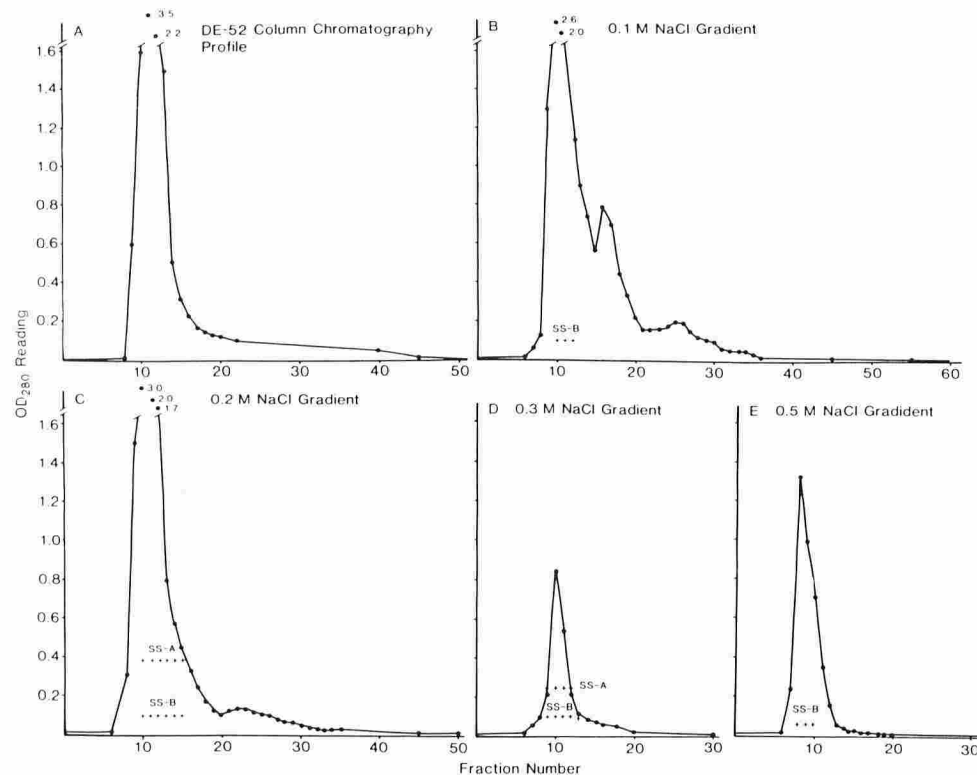 A
3.5
2.2
DE-52 Column Chromatography
Profile
1.6
1.4
1.2
1.0
0.8
0.6
0.4
0.2
10 20 30 40 50
B
2.6
2.0
0.1 M NaCl Gradient
SS-B
10 20 30 40 50 60
OD280 Reading
C
3.0
2.0
1.7
0.2 M NaCl Gradient
1.6
1.4
1.2
1.0
0.8
0.6
0.4
0.2
SS-A
SS-B
10 20 30 40 50
D 0.3 M NaCl Gradient
SS-A
SS-B
10 20 30
E 0.5 M NaCl Gradident
SS-B
10 20 30
Fraction Number